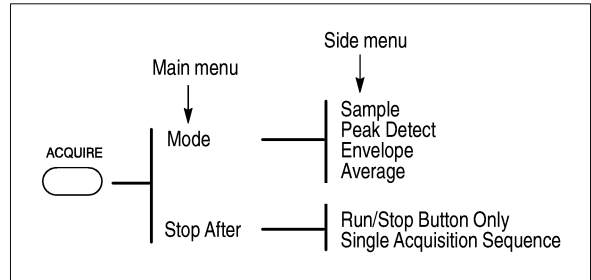 Side menu
Main menu
Sample
Peak Detect
Envelope
Average
Mode
ACQUIRE
Stop After
Run/Stop Button Only
Single Acquisition Sequence